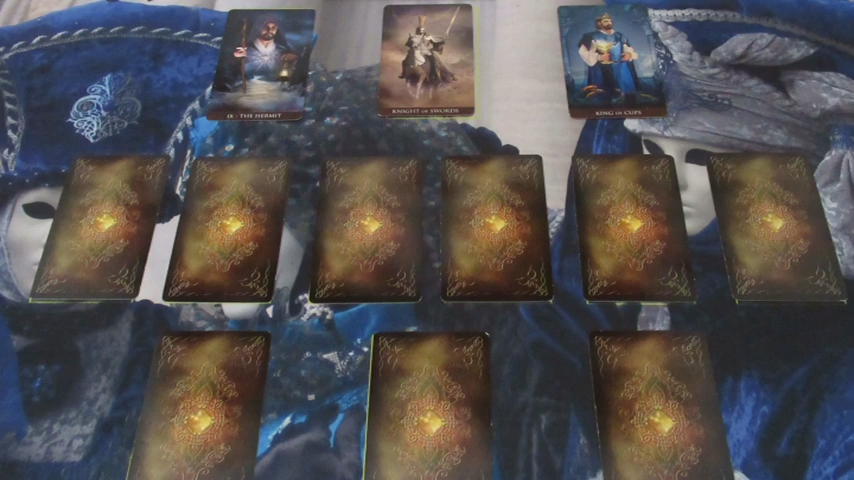 IX · THE HERMIT
KNIGHT OF SWORDS
KING OF CUPS